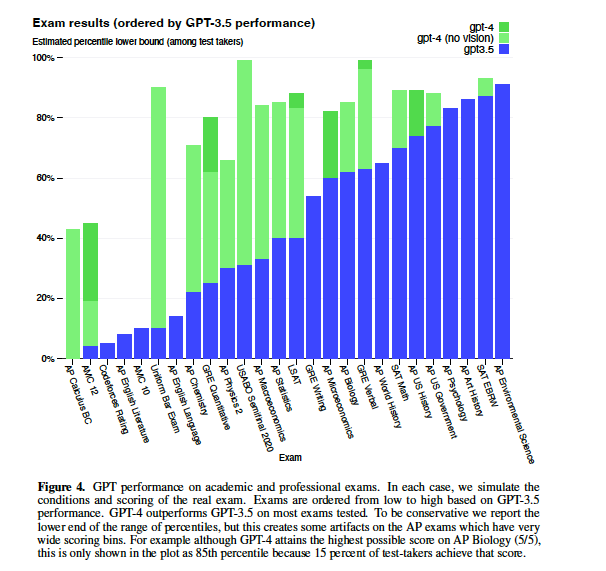 Exam results (ordered by GPT-3.5 performance)
Estimated percentile lower bound (among test takers)
gpt-4
gpt-4 (no vision)
gpt3.5
100%
80%
60%
40%
20%
0%
AP Calculus BC
AMC 12
Codeforces Rating
AP English Literature
AMC 10
Uniform Bar Exam
AP English Language
AP Chemistry
GRE Quantitative
AP Physics 2
USABO Semifinal 2020
AP Macroeconomics
AP Statistics
LSAT
GRE Writing
AP Microeconomics
AP Biology
GRE Verbal
AP World History
SAT Math
AP US History
AP US Government
AP Psychology
AP Art History
SAT EBRW
AP Environmental Science
Exam
Figure 4. GPT performance on academic and professional exams. In each case, we simulate the
conditions and scoring of the real exam. Exams are ordered from low to high based on GPT-3.5
performance. GPT-4 outperforms GPT-3.5 on most exams tested. To be conservative we report the
lower end of the range of percentiles, but this creates some artifacts on the AP exams which have very
wide scoring bins. For example although GPT-4 attains the highest possible score on AP Biology (5/5),
this is only shown in the plot as 85th percentile because 15 percent of test-takers achieve that score.